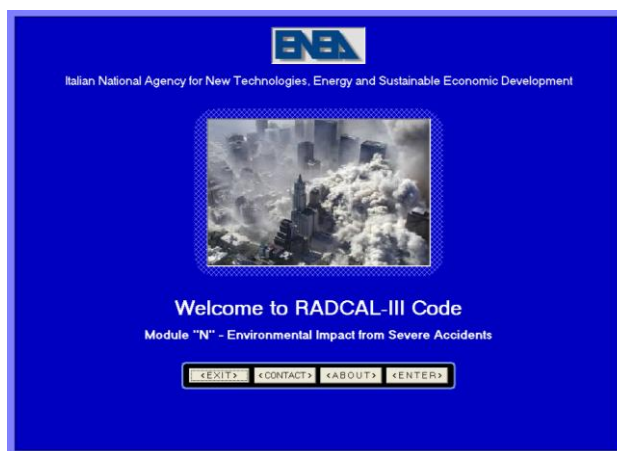 ENEA
Italian National Agency for New Technologies, Energy and Sustainable Economic Development
Welcome to RADCAL-III Code
Module "N" - Environmental Impact from Severe Accidents
<EXIT> <CONTACT> <ABOUT> <ENTER>